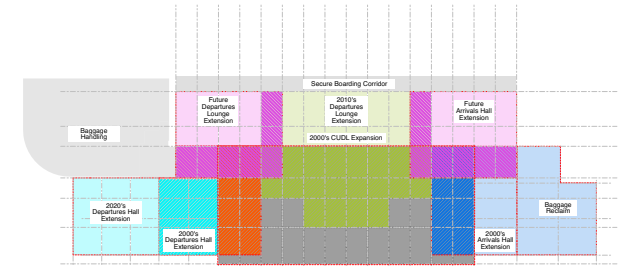 Secure Boarding Corridor
Future
Departures
Lounge
Extension
2010's
Departures
Lounge
Extension
Future
Arrivals Hall
Extension
2000's CUDL Expansion
Baggage
Handling
2020's
Departures Hall
Extension
2000's
Departures Hall
Extension
2000's
Arrivals Hall
Extension
Baggage
Reclaim